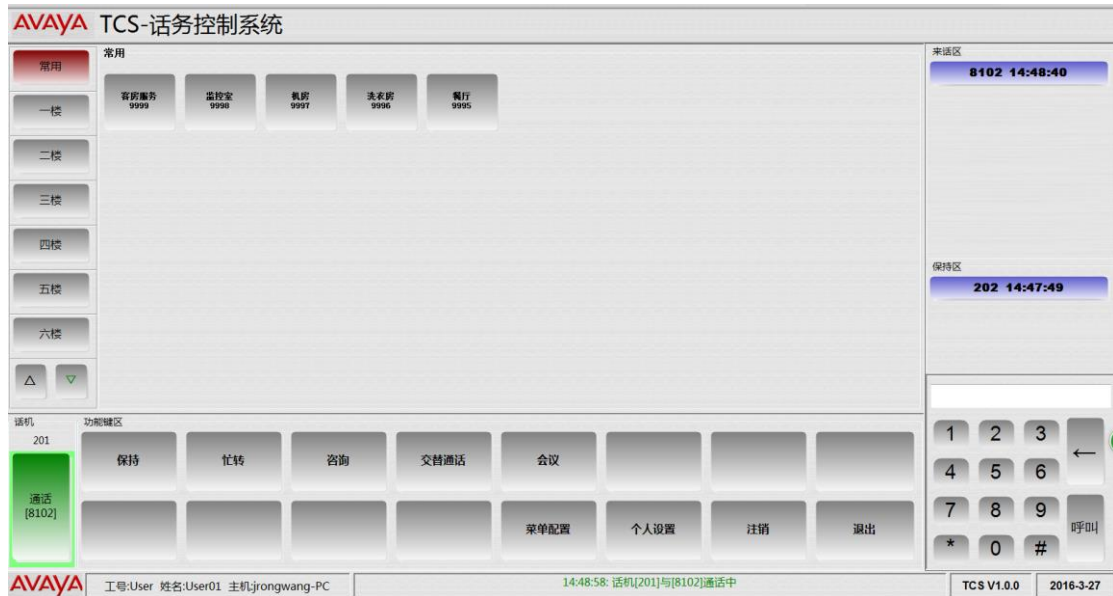 AVAYA TCS-话务控制系统
常用
一楼
二楼
三楼
四楼
五楼
六楼
△ ▽
常用
客房服务
9999
监控室
9998
机房
9997
洗衣房
9996
餐厅
9995
来话区
8102 14:48:40
保持区
202 14:47:49
话机
201
通话
[8102]
功能键区
保持 忙转 咨询 交替通话 会议
菜单配置 个人设置 注销 退出
1 2 3 ←
4 5 6
7 8 9 呼叫
* 0 #
AVAYA 工号:User 姓名:User01 主机:jrongwang-PC 14:48:58: 话机[201]与[8102]通话中 TCS V1.0.0 2016-3-27